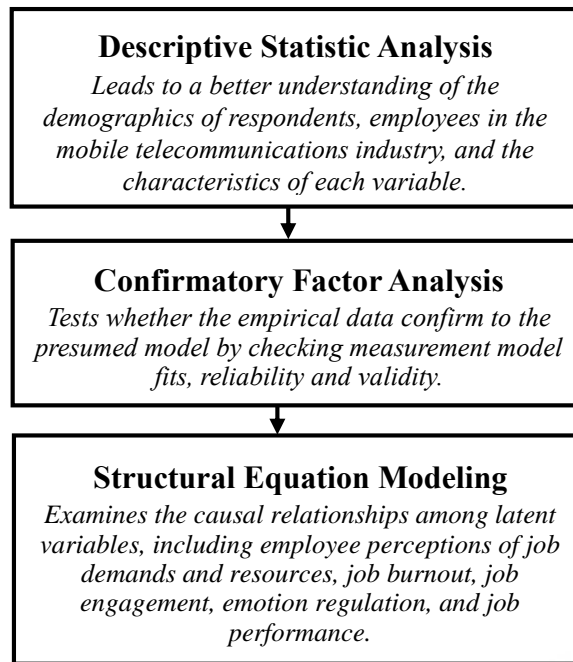 Descriptive Statistic Analysis
Leads to a better understanding of the
demographics of respondents, employees in the
mobile telecommunications industry, and the
characteristics of each variable.
Confirmatory Factor Analysis
Tests whether the empirical data confirm to the
presumed model by checking measurement model
fits, reliability and validity.
Structural Equation Modeling
Examines the causal relationships among latent
variables, including employee perceptions of job
demands and resources, job burnout, job
engagement, emotion regulation, and job
performance.